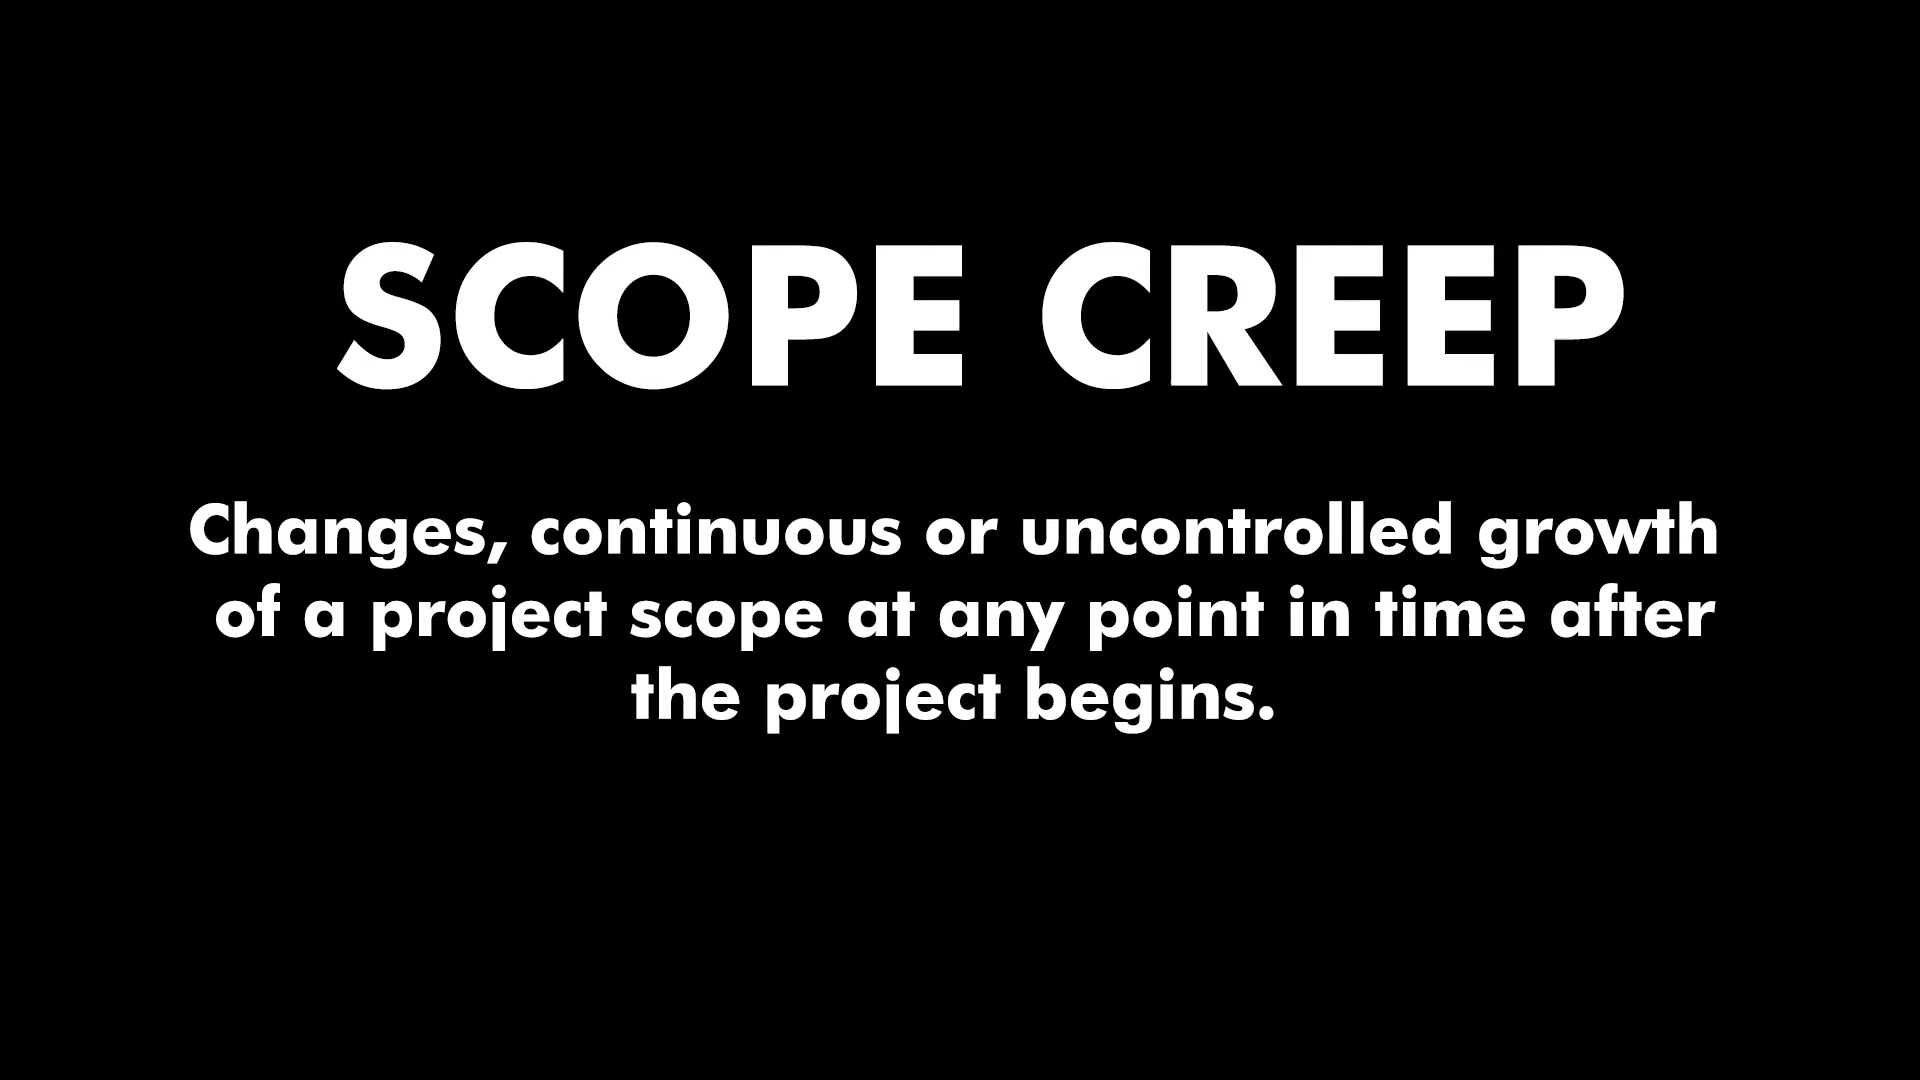 SCOPE CREEP
Changes, continuous or uncontrolled growth
of a project scope at any point in time after
the project begins.